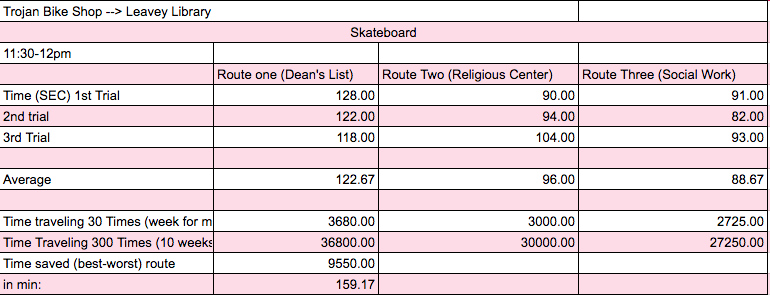 Trojan Bike Shop --> Leavey Library
Skateboard
11:30-12pm
Route one (Dean's List) Route Two (Religious Center) Route Three (Social Work)
Time (SEC) 1st Trial 128.00 90.00 91.00
2nd trial 122.00 94.00 82.00
3rd Trial 118.00 104.00 93.00
Average 122.67 96.00 88.67
Time traveling 30 Times (week for m 3680.00 3000.00 2725.00
Time Traveling 300 Times (10 weeks 36800.00 30000.00 27250.00
Time saved (best-worst) route 9550.00
in min: 159.17